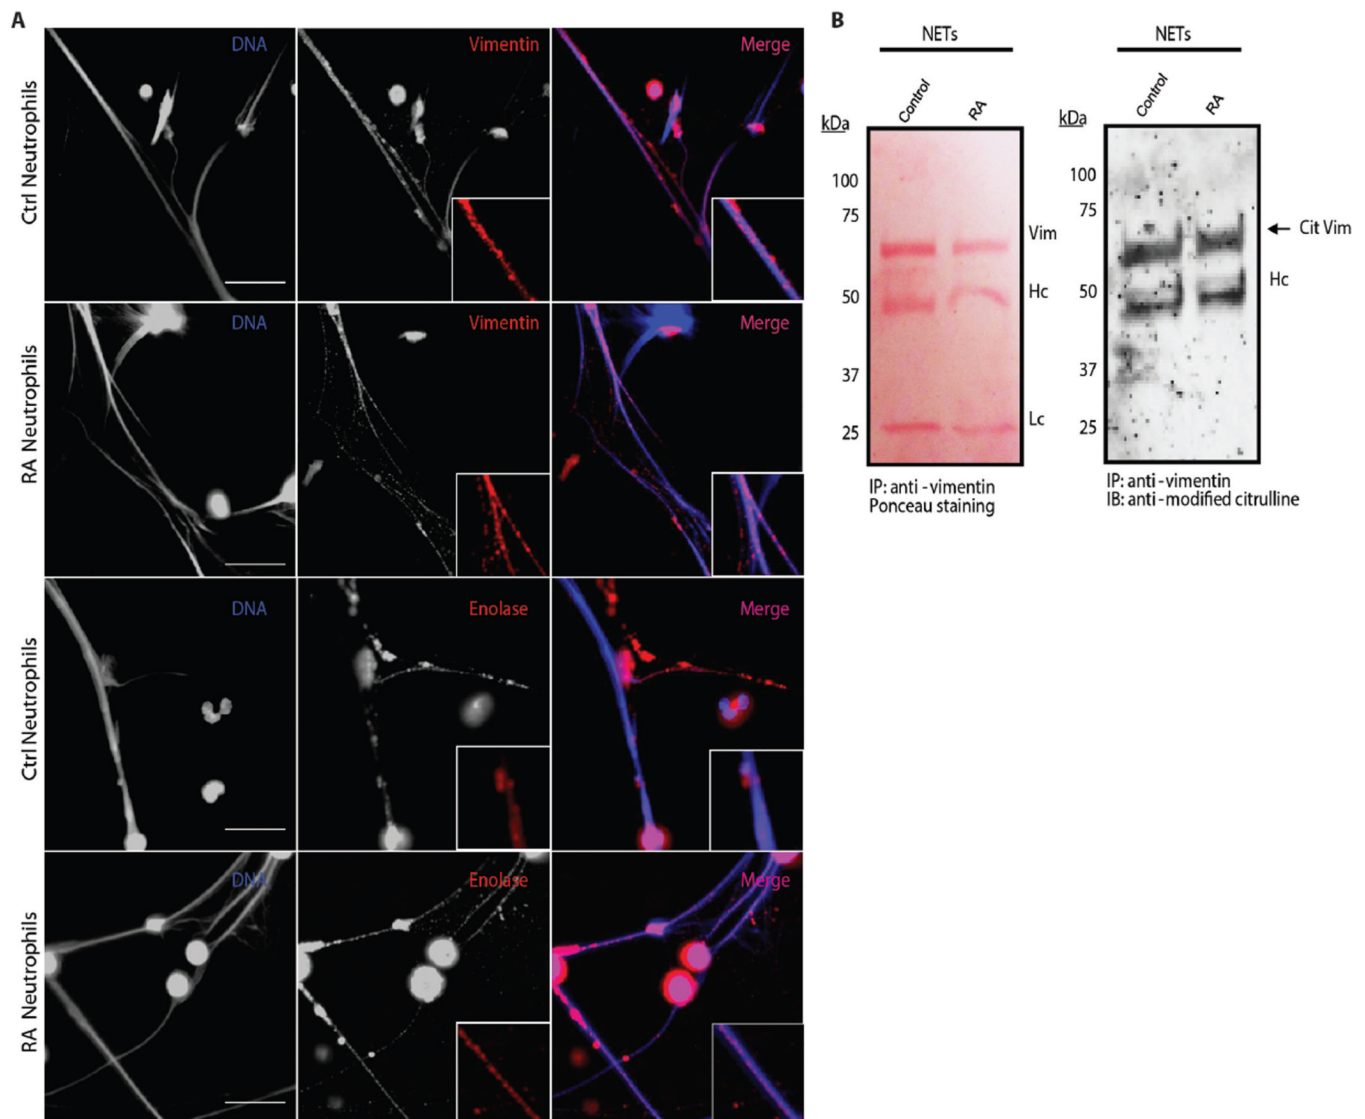 A
Ctrl Neutrophils
DNA
Vimentin
Merge
RA Neutrophils
DNA
Vimentin
Merge
Ctrl Neutrophils
DNA
Enolase
Merge
RA Neutrophils
DNA
Enolase
Merge
B
NETs
Control
RA
kDa
100
75
50
37
25
Vim
Hc
Lc
IP: anti-vimentin
Ponceau staining
NETs
Control
RA
kDa
100
75
50
37
25
Cit Vim
Hc
IP: anti-vimentin
IB: anti-modified citrulline